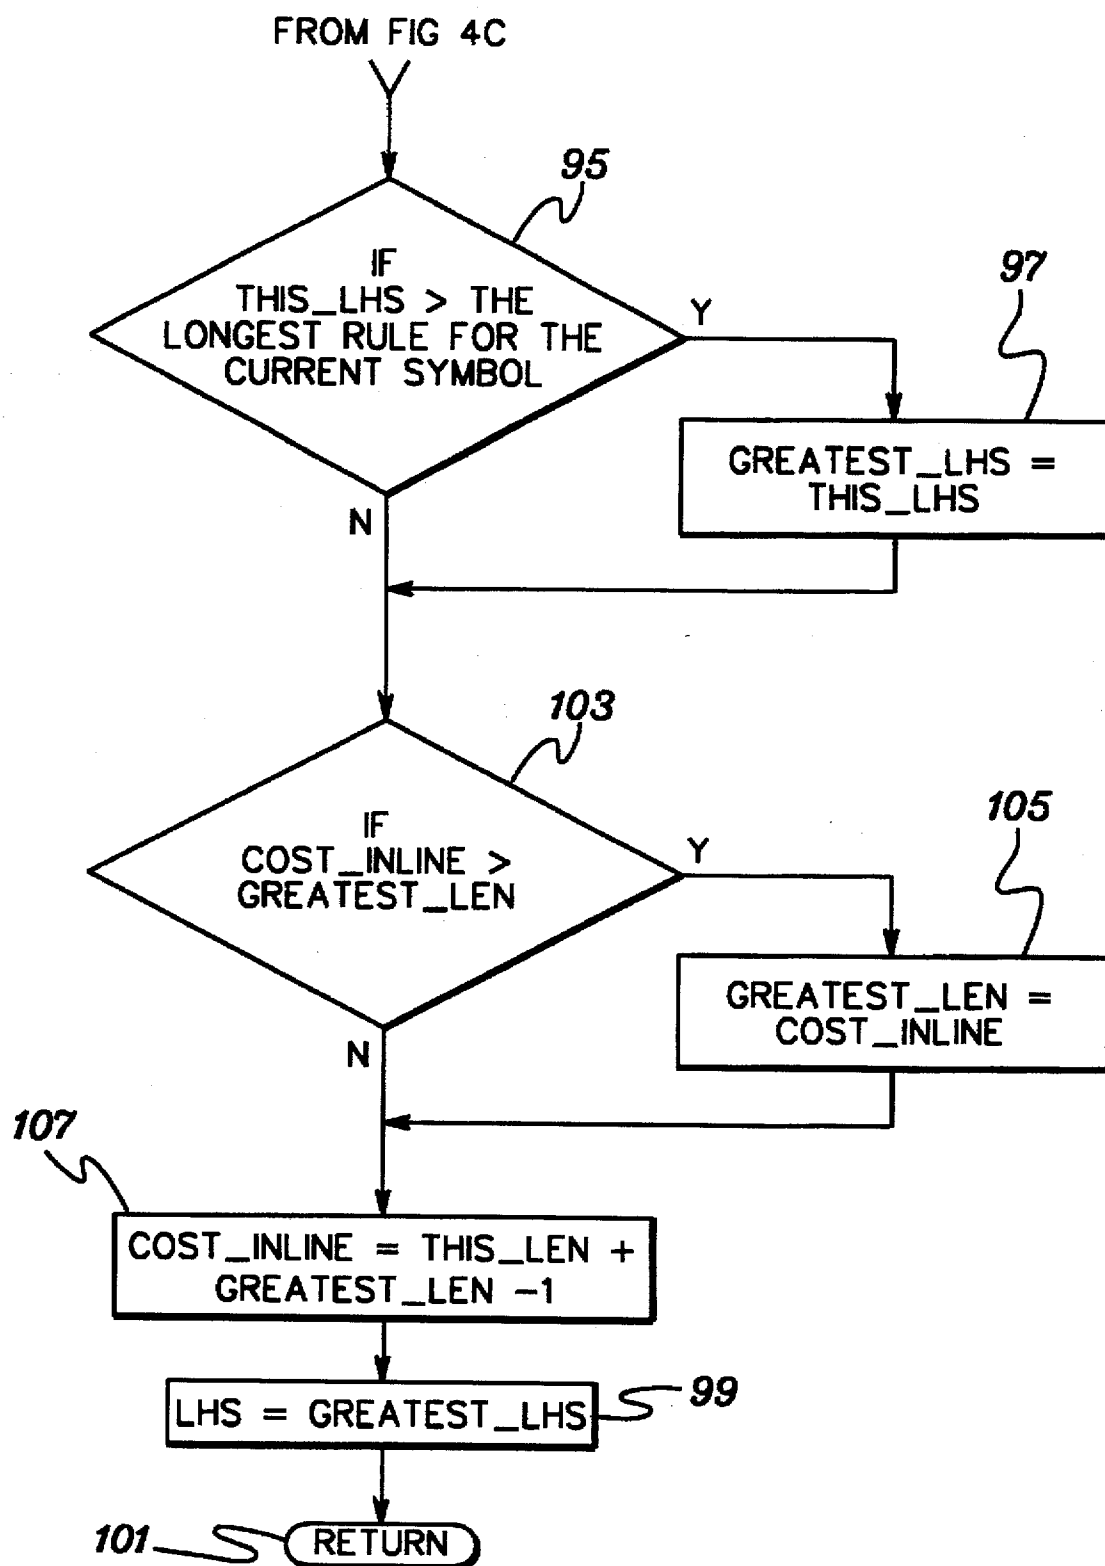 FROM FIG 4C
95
IF
THIS_LHS > THE
LONGEST RULE FOR THE
CURRENT SYMBOL
Y
97
GREATEST_LHS =
THIS_LHS
N
103
IF
COST_INLINE >
GREATEST_LEN
Y
105
GREATEST_LEN =
COST_INLINE
N
107
COST_INLINE = THIS_LEN +
GREATEST_LEN -1
LHS = GREATEST_LHS
99
101
RETURN